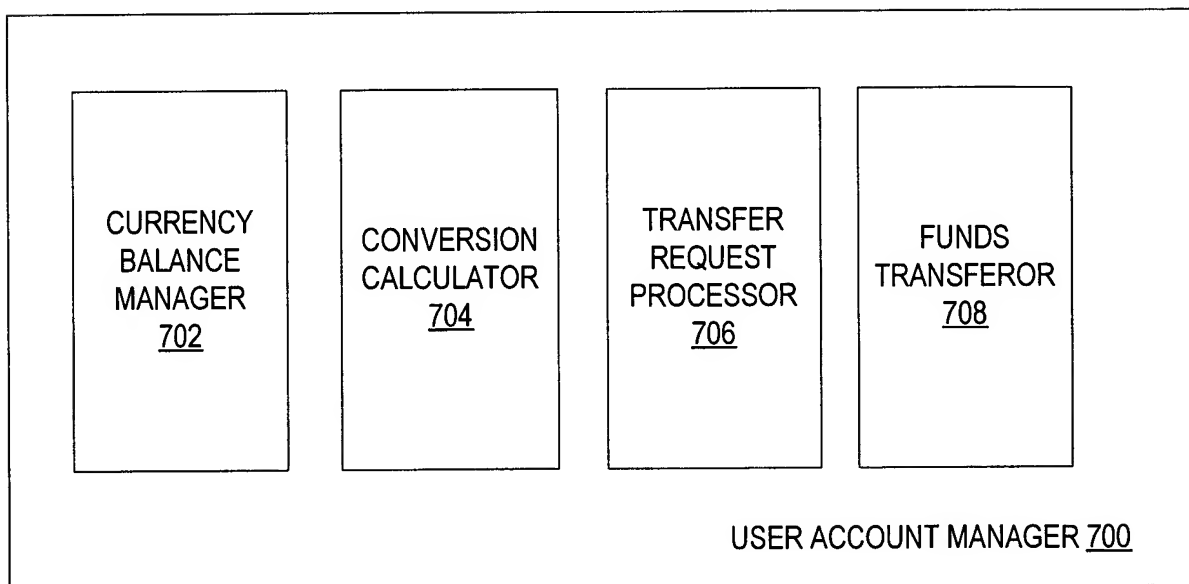 CURRENCY
BALANCE
MANAGER
702
CONVERSION
CALCULATOR
704
TRANSFER
REQUEST
PROCESSOR
706
FUNDS
TRANSFEROR
708
USER ACCOUNT MANAGER 700